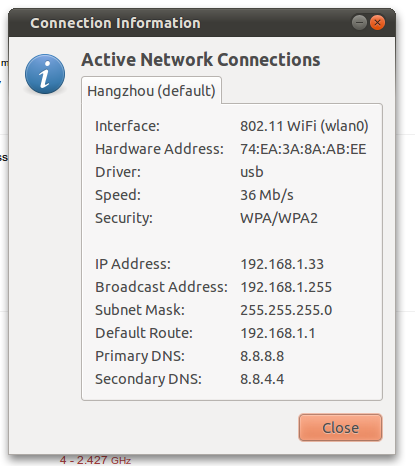 Connection Information
Active Network Connections
Hangzhou (default)
Interface: 802.11 WiFi (wlan0)
Hardware Address: 74:EA:3A:8A:AB:EE
Driver: usb
Speed: 36 Mb/s
Security: WPA/WPA2
IP Address: 192.168.1.33
Broadcast Address: 192.168.1.255
Subnet Mask: 255.255.255.0
Default Route: 192.168.1.1
Primary DNS: 8.8.8.8
Secondary DNS: 8.8.4.4
Close
4 - 2.427 GHz